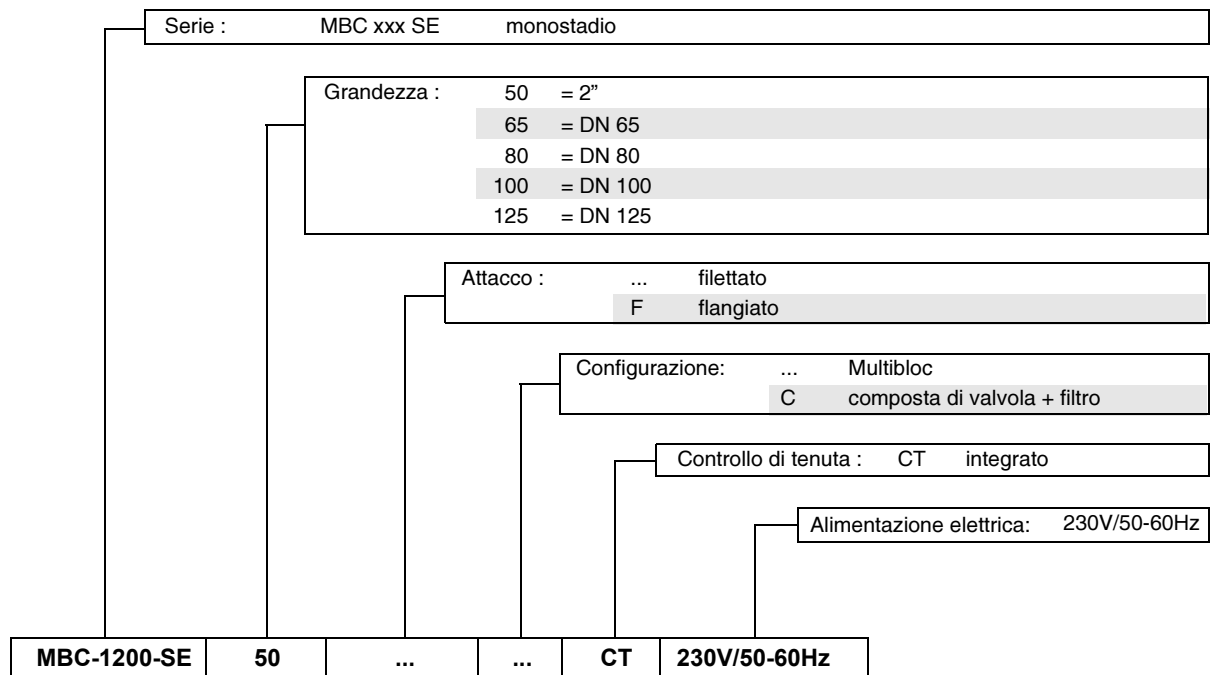 Serie : MBC xxx SE monostadio
Grandezza : 50 = 2”
65 = DN 65
80 = DN 80
100 = DN 100
125 = DN 125
Attacco : ... filettato
F flangiato
Configurazione: ... Multibloc
C composta di valvola + filtro
Controllo di tenuta : CT integrato
Alimentazione elettrica: 230V/50-60Hz
MBC-1200-SE 50 ... ... CT 230V/50-60Hz